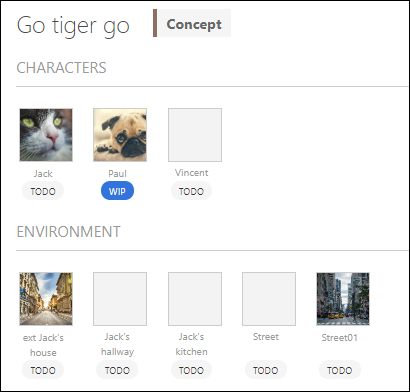 Go tiger go
Concept
CHARACTERS
Jack
Paul
Vincent
TODO
WIP
TODO
ENVIRONMENT
ext Jack's
house
Jack's
hallway
Jack's
kitchen
Street
Street01
TODO
TODO
TODO
TODO
TODO